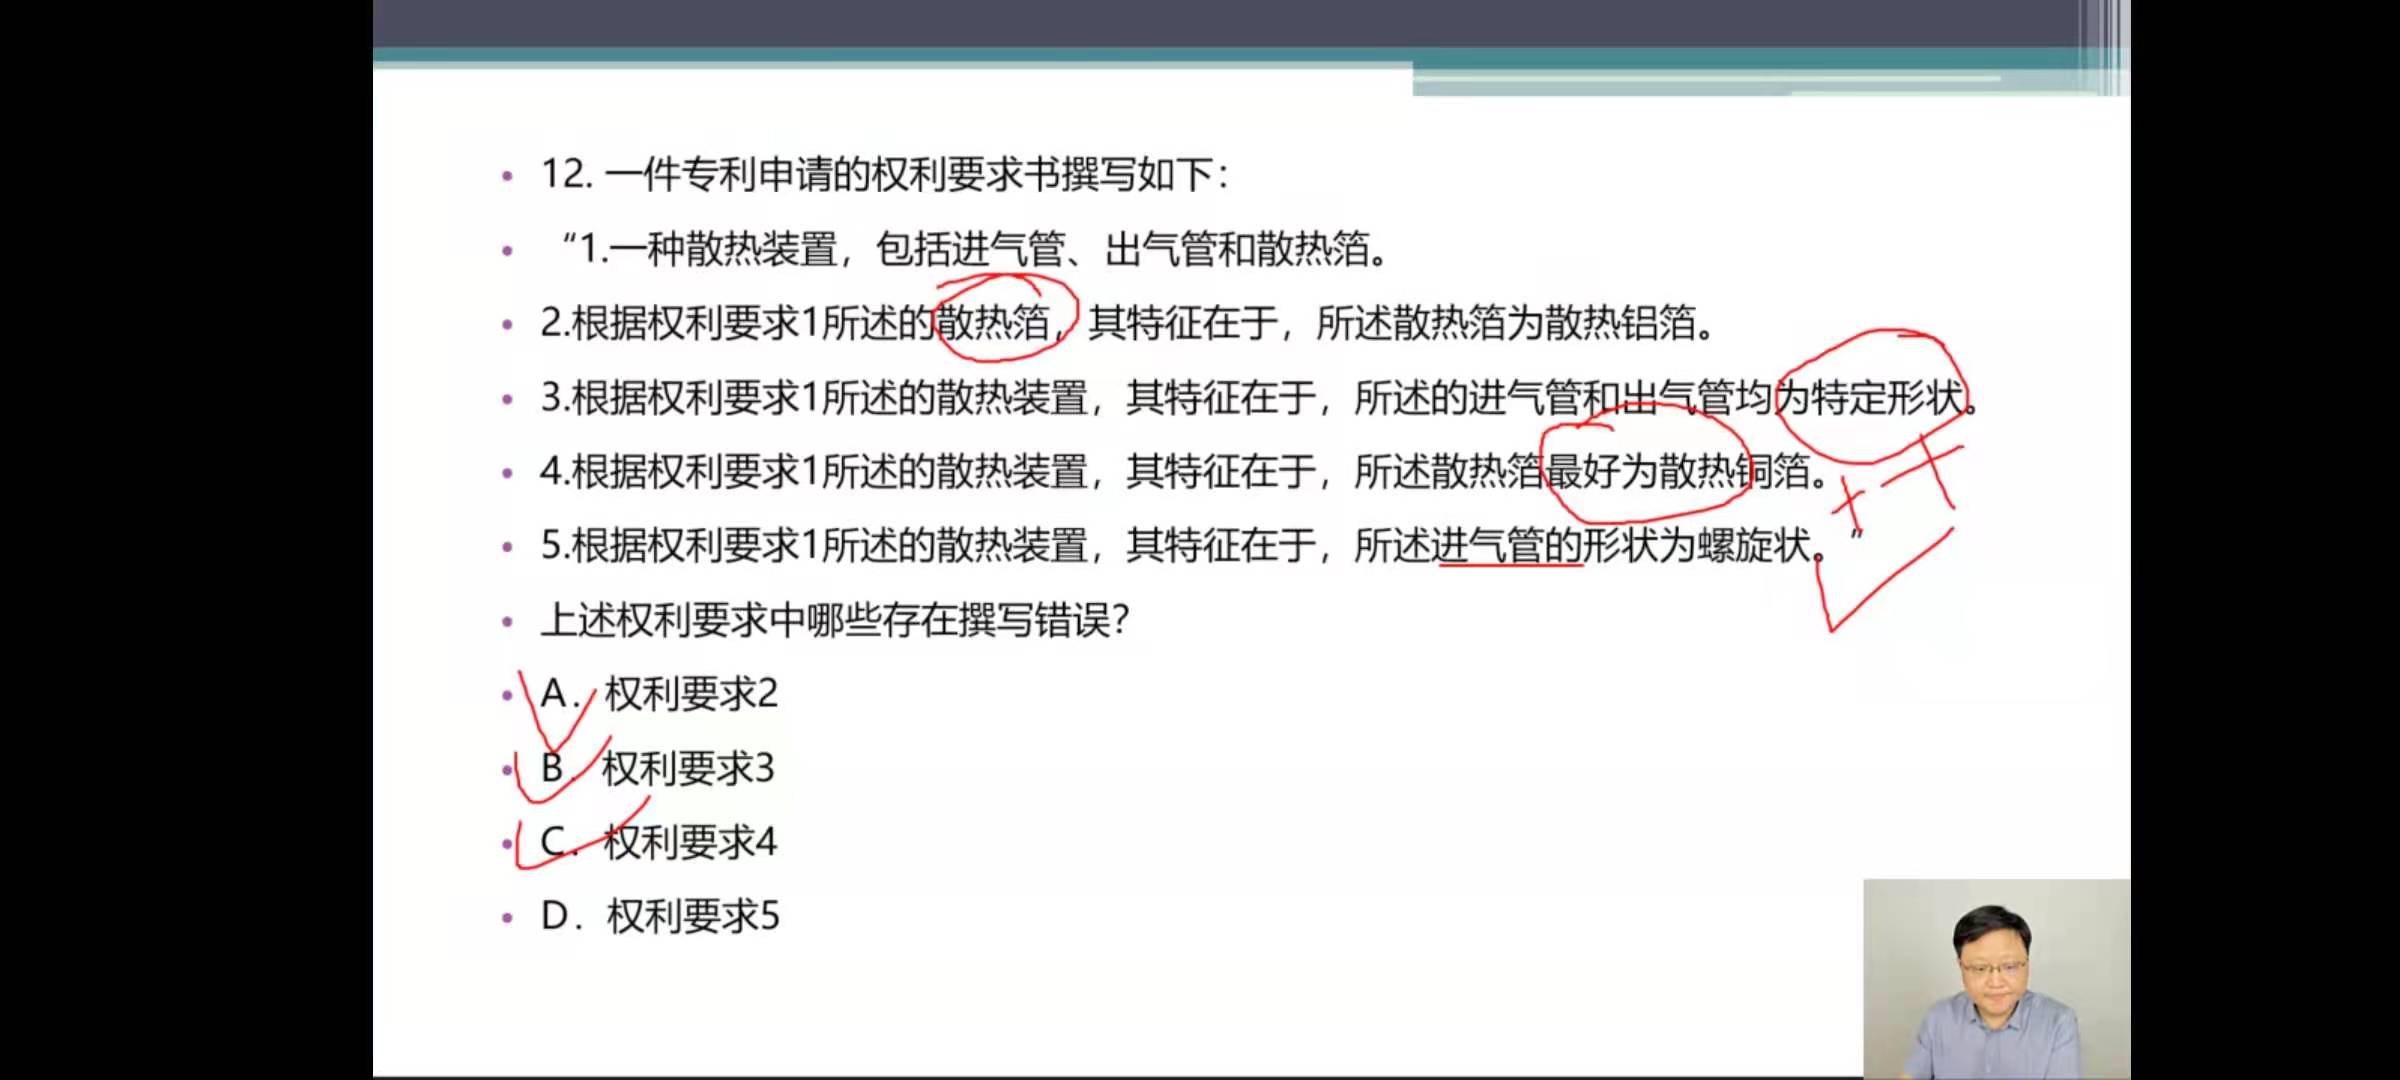 12. 一件专利申请的权利要求书撰写如下：
“1.一种散热装置，包括进气管、出气管和散热箔。
2.根据权利要求1所述的散热箔，其特征在于，所述散热箔为散热铝箔。
3.根据权利要求1所述的散热装置，其特征在于，所述的进气管和出气管均为特定形状。
4.根据权利要求1所述的散热装置，其特征在于，所述散热箔最好为散热铜箔。
5.根据权利要求1所述的散热装置，其特征在于，所述进气管的形状为螺旋状。”
上述权利要求中哪些存在撰写错误？
A. 权利要求2
B. 权利要求3
C. 权利要求4
D. 权利要求5